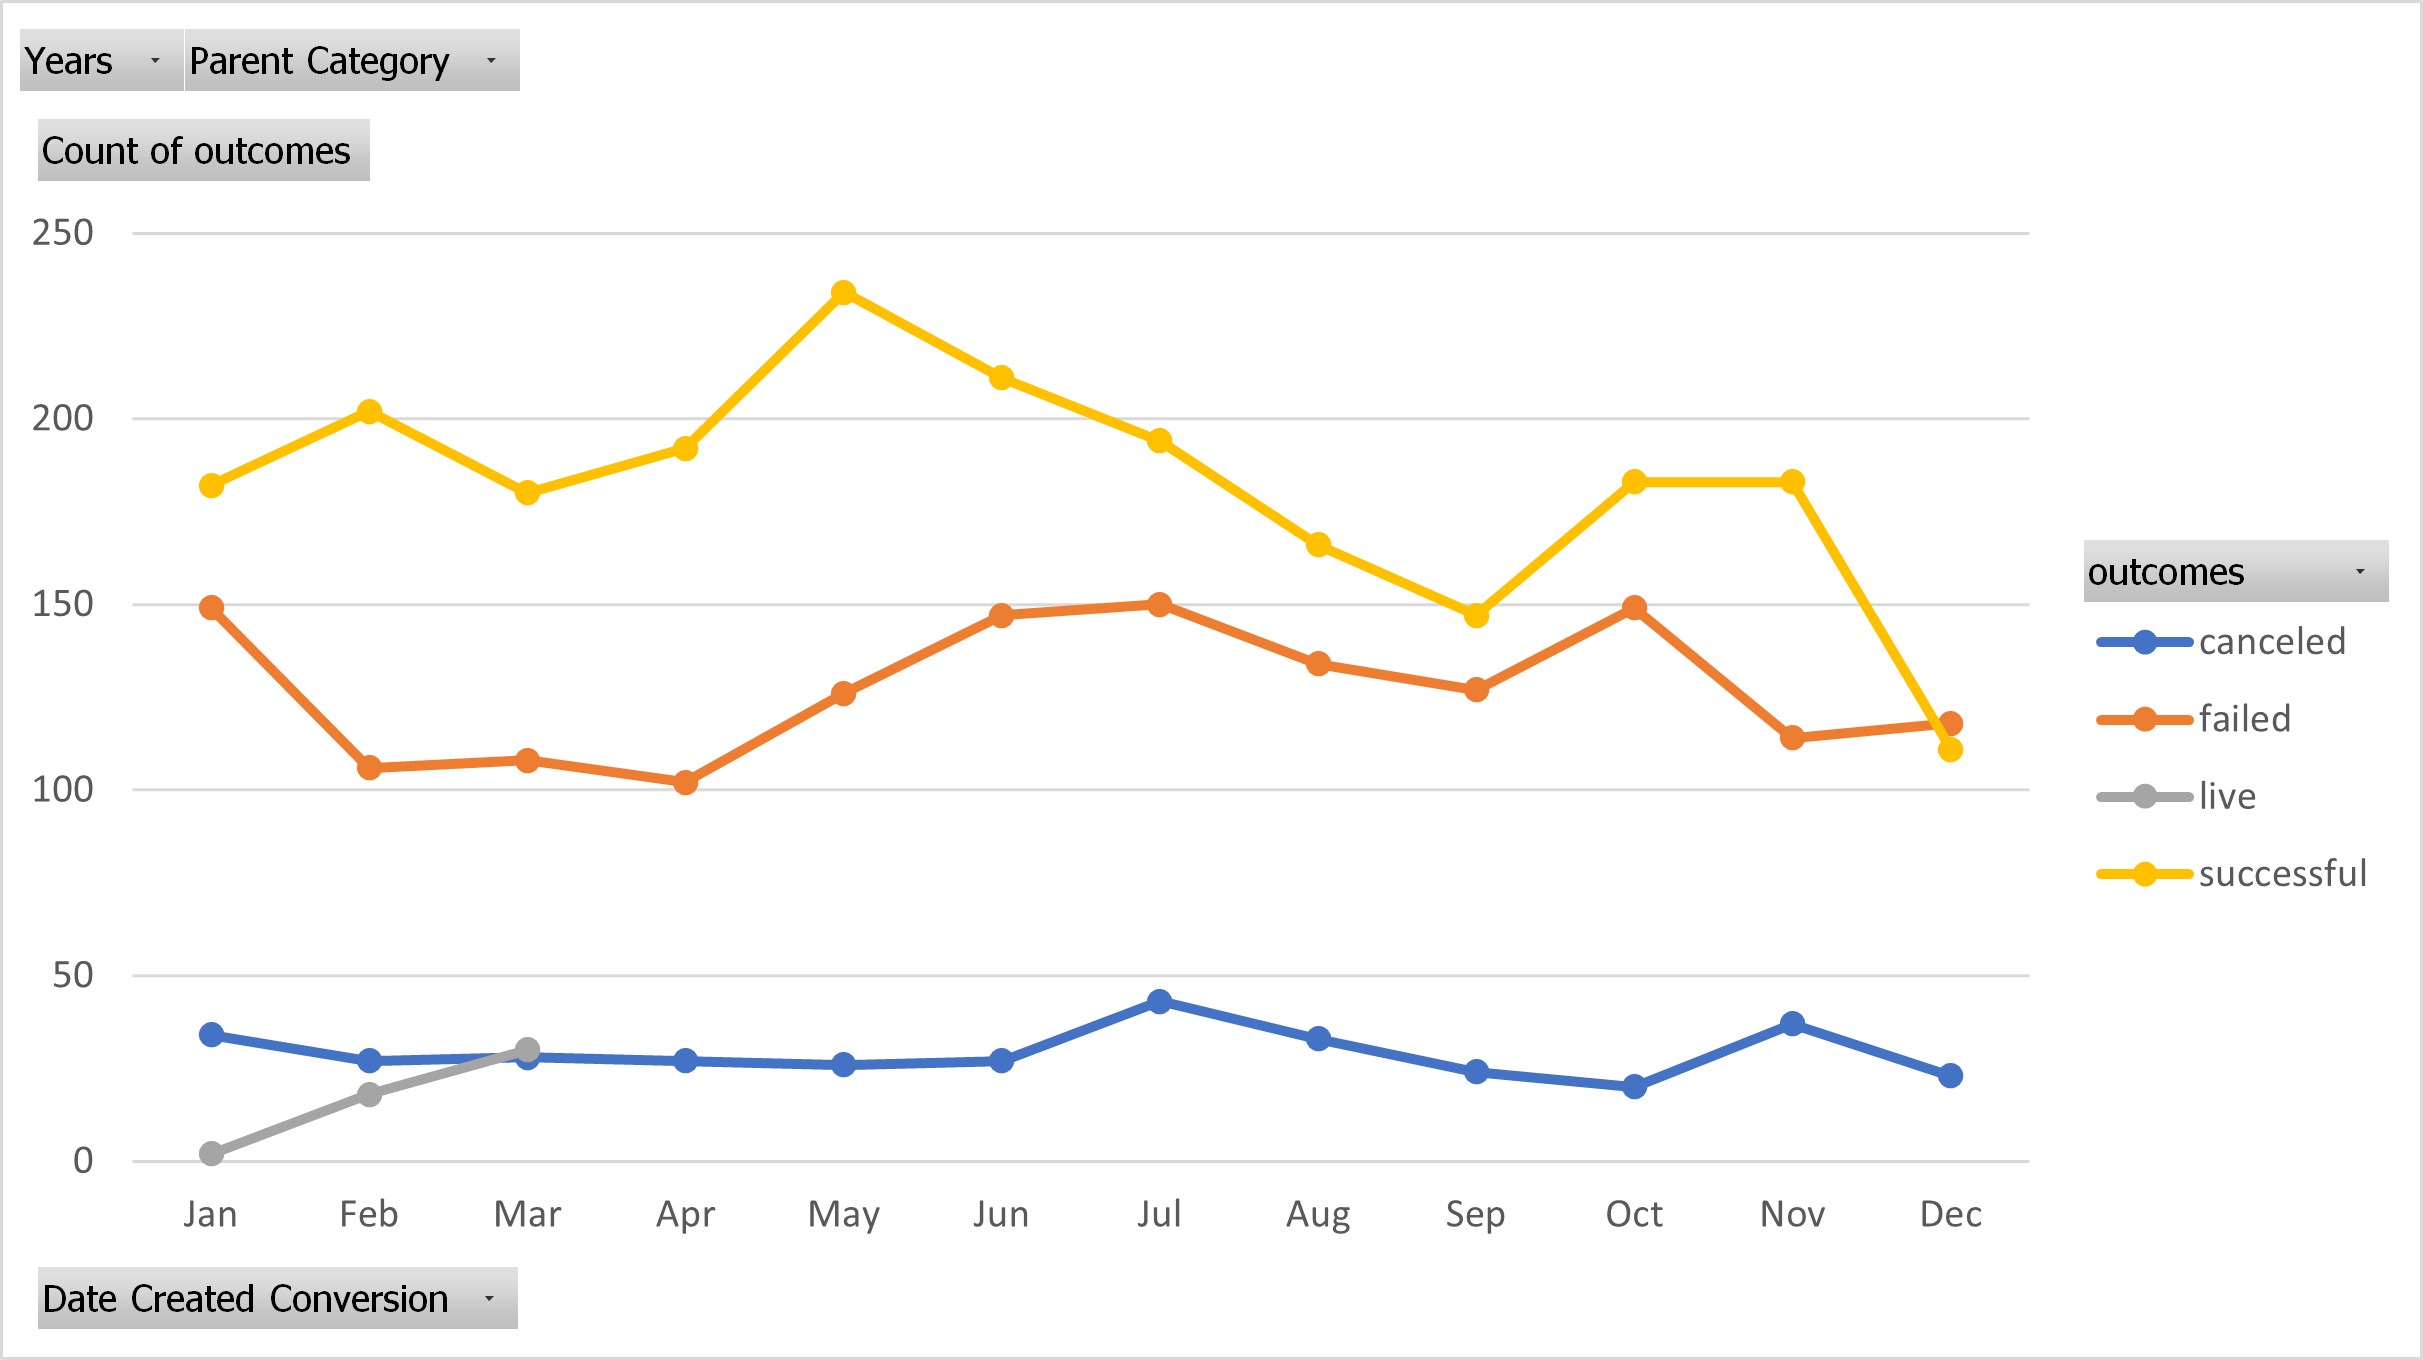 Years Parent Category
Count of outcomes
250
200
150
100
50
0
Jan Feb Mar Apr May Jun Jul Aug Sep Oct Nov Dec
outcomes
canceled
failed
live
successful
Date Created Conversion